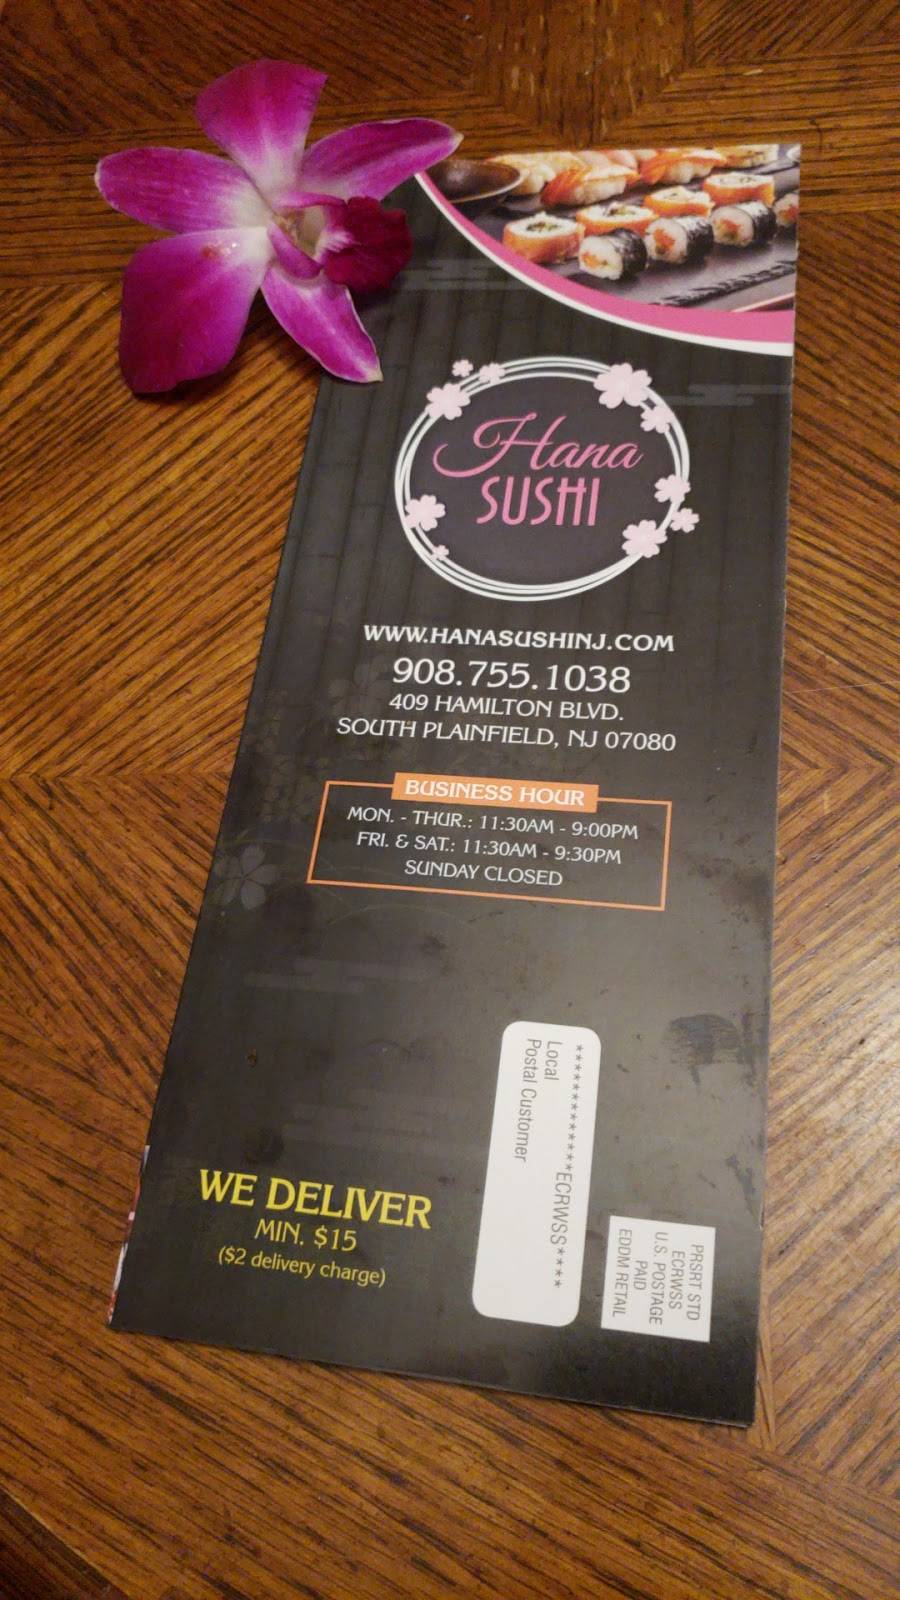 Hana
SUSHI
WWW.HANASUSHINJ.COM
908.755.1038
409 HAMILTON BLVD.
SOUTH PLAINFIELD, NJ 07080
BUSINESS HOUR
MON. - THUR.: 11:30AM - 9:00PM
FRI. & SAT.: 11:30AM - 9:30PM
SUNDAY CLOSED
WE DELIVER
MIN. $15
($2 delivery charge)
****************ECRWSS****
Local
Postal Customer
PRSRT STD
ECRWSS
U.S. POSTAGE
PAID
EDDM RETAIL